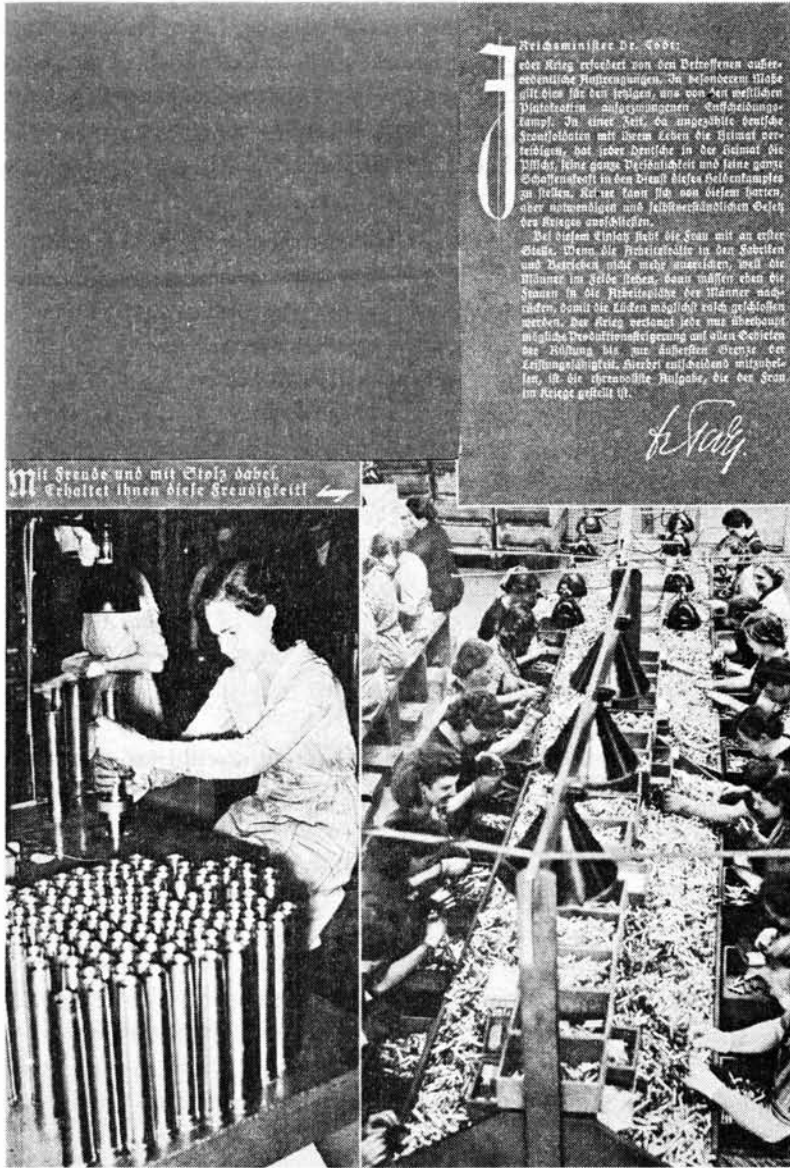 Reichsminister Dr. Todt:
Jeder Krieg erfordert von den Betroffenen außer-
ordentliche Anstrengungen. In besonderem Maße
gilt dies für den jetzigen, uns von den westlichen
Plutokratien aufgezwungenen Entscheidungs-
kampf. In einer Zeit, da ungezählte deutsche
Frontsoldaten mit ihrem Leben die Heimat ver-
teidigen, hat jeder Deutsche in der Heimat die
Pflicht, seine ganze Persönlichkeit und seine ganze
Schaffenskraft in den Dienst dieses Heldenkampfes
zu stellen. Keiner kann sich von diesem harten,
aber notwendigen und selbstverständlichen Gesetz
des Krieges ausschließen.
Bei diesem Einsatz steht die Frau mit an erster
Stelle. Wenn die Arbeitskräfte in den Fabriken
und Betrieben nicht mehr ausreichen, weil die
Männer im Felde stehen, dann müssen eben die
Frauen in die Arbeitsplätze der Männer nach-
rücken, damit die Lücken möglichst rasch geschlossen
werden. Der Krieg verlangt jede nur überhaupt
mögliche Produktionssteigerung auf allen Gebieten
der Rüstung bis zur äußersten Grenze der
Leistungsfähigkeit. Hierbei entscheidend mitzuhel-
fen, ist die ehrenvollste Aufgabe, die der Frau
im Kriege gestellt ist.
Dr Todt.
Mit Freude und mit Stolz dabei.
Erhaltet ihnen diese Freudigkeit!